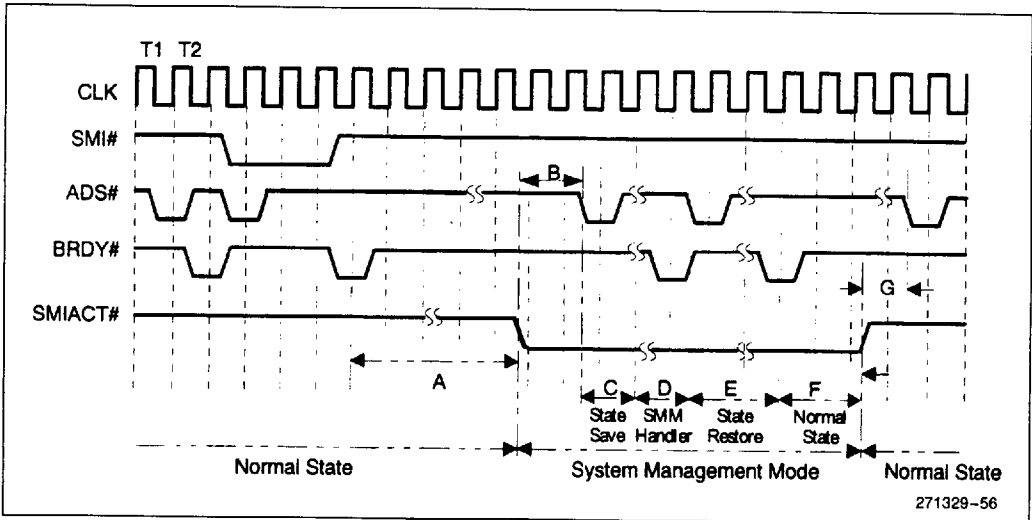 T1 T2
CLK
SMI#
ADS#
B
BRDY#
G
SMIACT#
A
C D E F
State Save
SMM Handler
State Restore
Normal State
Normal State
System Management Mode
Normal State
271329-56